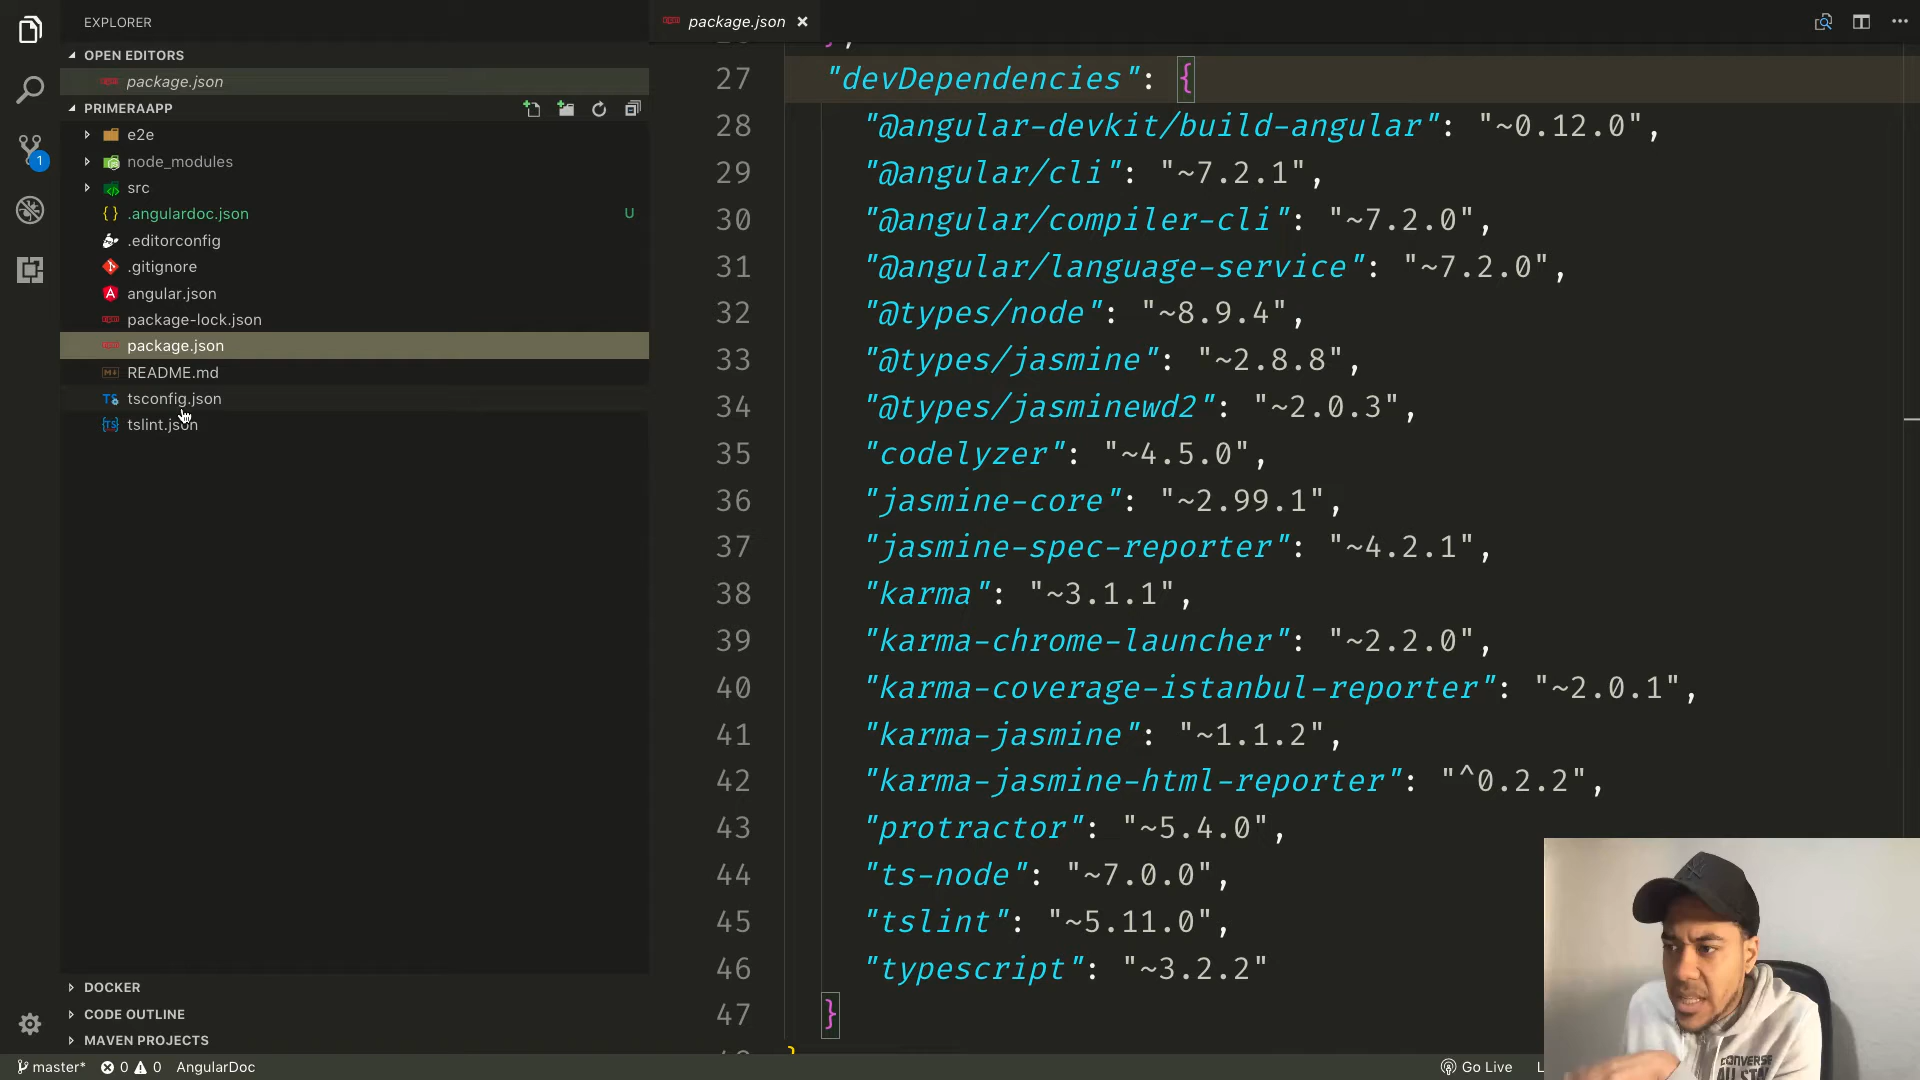 EXPLORER
OPEN EDITORS
package.json
PRIMERAAPP
e2e
node_modules
src
.angulardoc.json U
.editorconfig
.gitignore
angular.json
package-lock.json
package.json
README.md
tsconfig.json
tslint.json
DOCKER
CODE OUTLINE
MAVEN PROJECTS
1
package.json ×
27 "devDependencies": {
28 "@angular-devkit/build-angular": "~0.12.0",
29 "@angular/cli": "~7.2.1",
30 "@angular/compiler-cli": "~7.2.0",
31 "@angular/language-service": "~7.2.0",
32 "@types/node": "~8.9.4",
33 "@types/jasmine": "~2.8.8",
34 "@types/jasminewd2": "~2.0.3",
35 "codelyzer": "~4.5.0",
36 "jasmine-core": "~2.99.1",
37 "jasmine-spec-reporter": "~4.2.1",
38 "karma": "~3.1.1",
39 "karma-chrome-launcher": "~2.2.0",
40 "karma-coverage-istanbul-reporter": "~2.0.1",
41 "karma-jasmine": "~1.1.2",
42 "karma-jasmine-html-reporter": "^0.2.2",
43 "protractor": "~5.4.0",
44 "ts-node": "~7.0.0",
45 "tslint": "~5.11.0",
46 "typescript": "~3.2.2"
47 }
CONVERSE
master* 0 0 AngularDoc Go Live